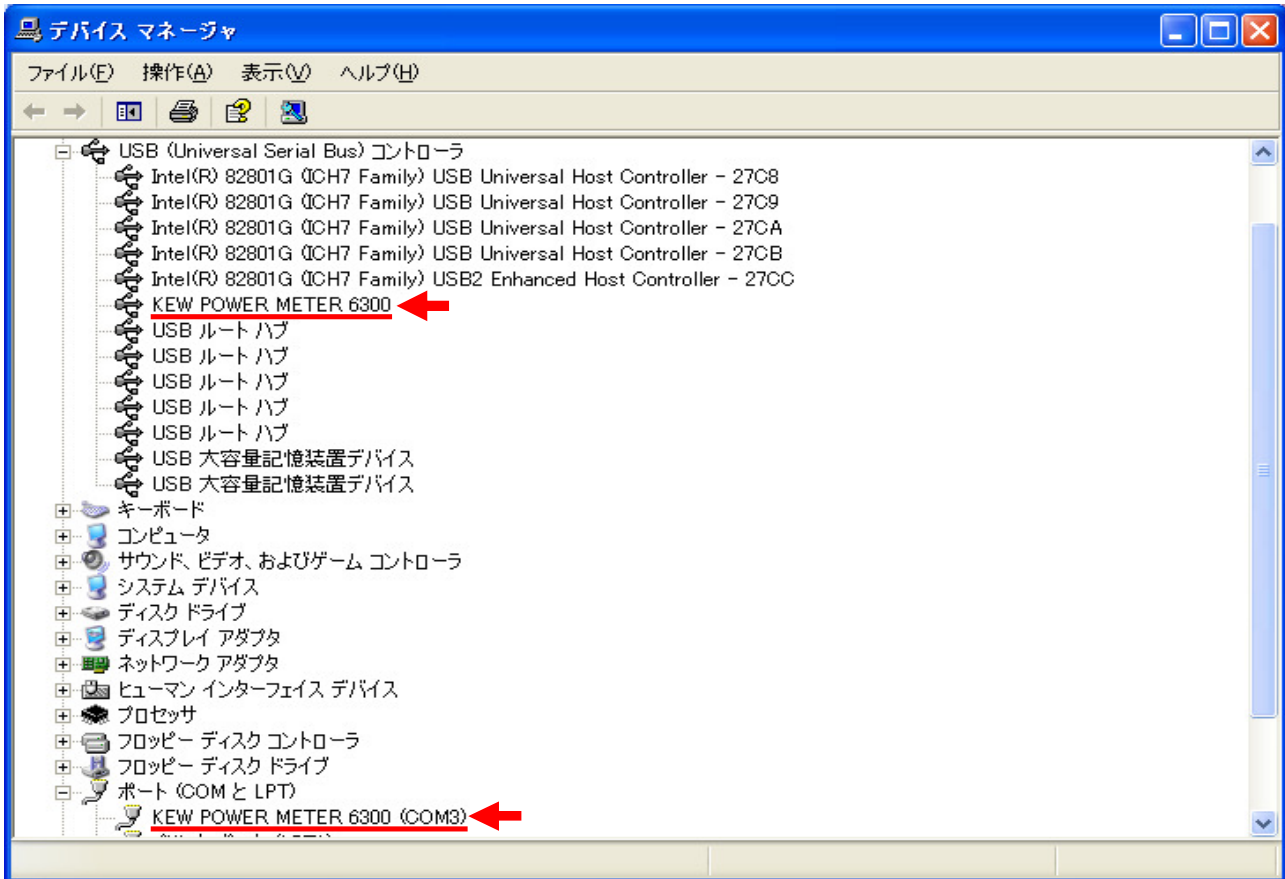 デバイス マネージャ
ファイル(F) 操作(A) 表示(V) ヘルプ(H)
USB (Universal Serial Bus) コントローラ
Intel(R) 82801G (ICH7 Family) USB Universal Host Controller - 27C8
Intel(R) 82801G (ICH7 Family) USB Universal Host Controller - 27C9
Intel(R) 82801G (ICH7 Family) USB Universal Host Controller - 27CA
Intel(R) 82801G (ICH7 Family) USB Universal Host Controller - 27CB
Intel(R) 82801G (ICH7 Family) USB2 Enhanced Host Controller - 27CC
KEW POWER METER 6300
USB ルート ハブ
USB ルート ハブ
USB ルート ハブ
USB ルート ハブ
USB ルート ハブ
USB 大容量記憶装置デバイス
USB 大容量記憶装置デバイス
キーボード
コンピュータ
サウンド、ビデオ、およびゲーム コントローラ
システム デバイス
ディスク ドライブ
ディスプレイ アダプタ
ネットワーク アダプタ
ヒューマン インターフェイス デバイス
プロセッサ
フロッピー ディスク コントローラ
フロッピー ディスク ドライブ
ポート (COM と LPT)
KEW POWER METER 6300 (COM3)